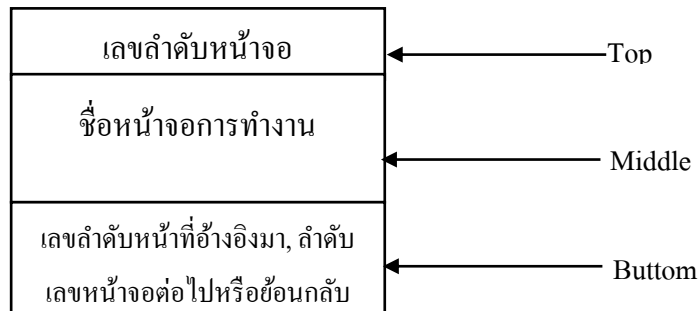 เลขลำดับหน้าจอ
Top
ชื่อหน้าจอการทำงาน
Middle
เลขลำดับหน้าที่อ้างอิงมา, ลำดับ
เลขหน้าจอต่อไปหรือย้อนกลับ
Buttom